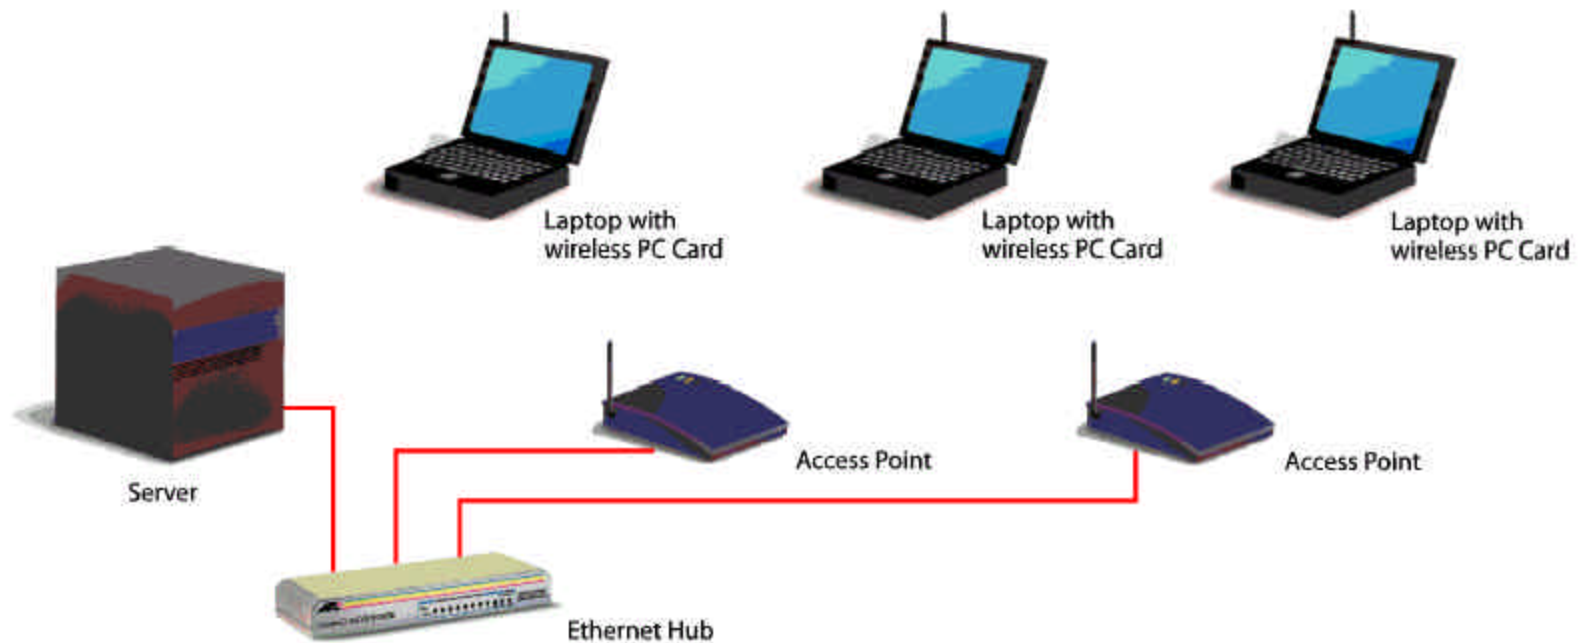 Laptop with
wireless PC Card
Laptop with
wireless PC Card
Laptop with
wireless PC Card
Server
Access Point
Access Point
Ethernet Hub